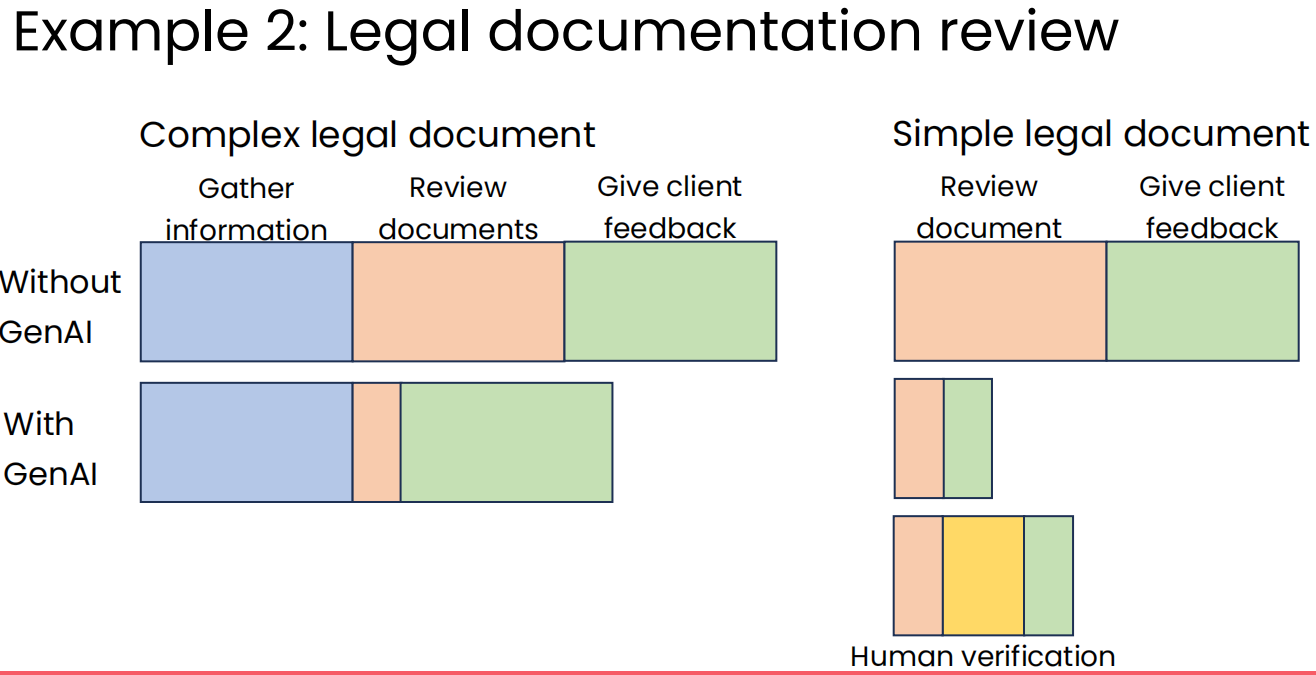 Example 2: Legal documentation review
Complex legal document
Simple legal document
Gather
information
Review
documents
Give client
feedback
Review
document
Give client
feedback
Without
GenAI
With
GenAI
Human verification